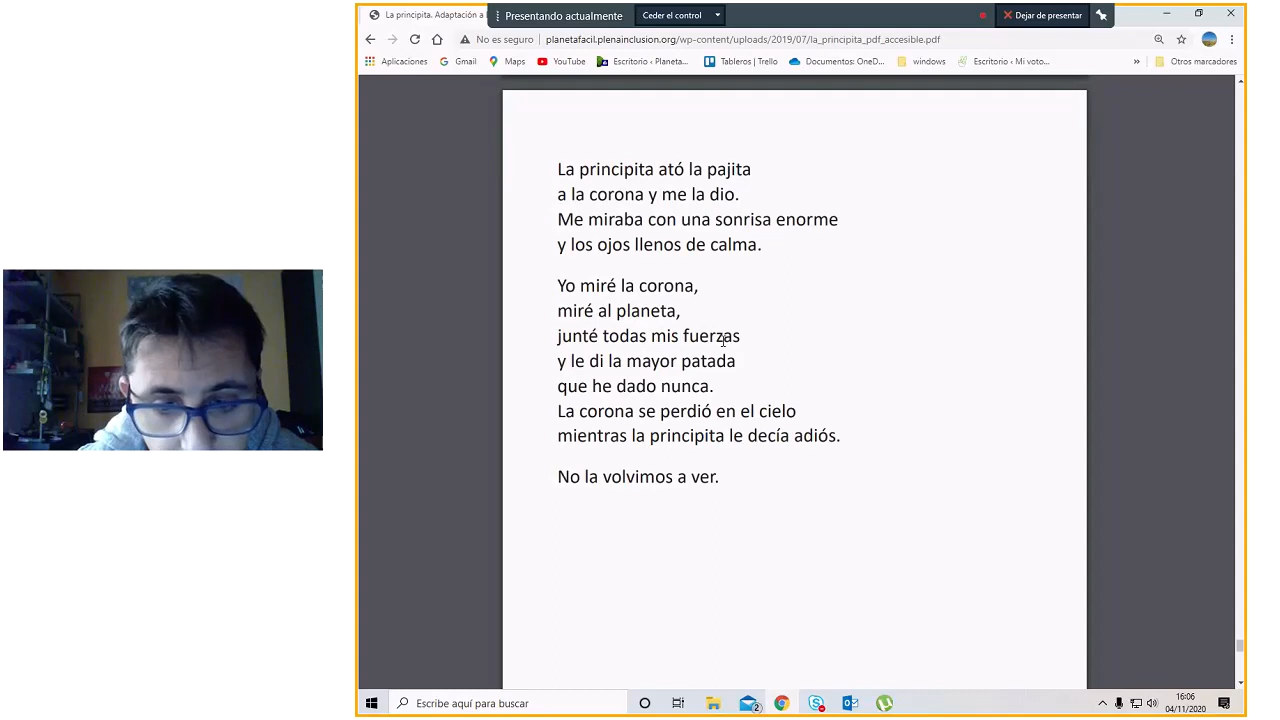 La principita. Adaptación a
Presentando actualmente
Ceder el control
Dejar de presentar
No es seguro
planetafacil.plenainclusion.org/wp-content/uploads/2019/07/la_principita_pdf_accesible.pdf
Aplicaciones
Gmail
Maps
YouTube
Escritorio ‹ Planeta...
Tableros | Trello
Documentos: OneD...
windows
Escritorio ‹ Mi voto...
»
Otros marcadores
La principita ató la pajita
a la corona y me la dio.
Me miraba con una sonrisa enorme
y los ojos llenos de calma.
Yo miré la corona,
miré al planeta,
junté todas mis fuerzas
y le di la mayor patada
que he dado nunca.
La corona se perdió en el cielo
mientras la principita le decía adiós.
No la volvimos a ver.
Escribe aquí para buscar
2
16:06
04/11/2020